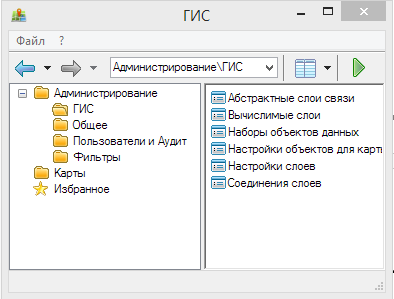 ГИС
Файл ?
Администрирование\ГИС
Администрирование
ГИС
Общее
Пользователи и Аудит
Фильтры
Карты
Избранное
Абстрактные слои связи
Вычислимые слои
Наборы объектов данных
Настройки объектов для карты
Настройки слоев
Соединения слоев